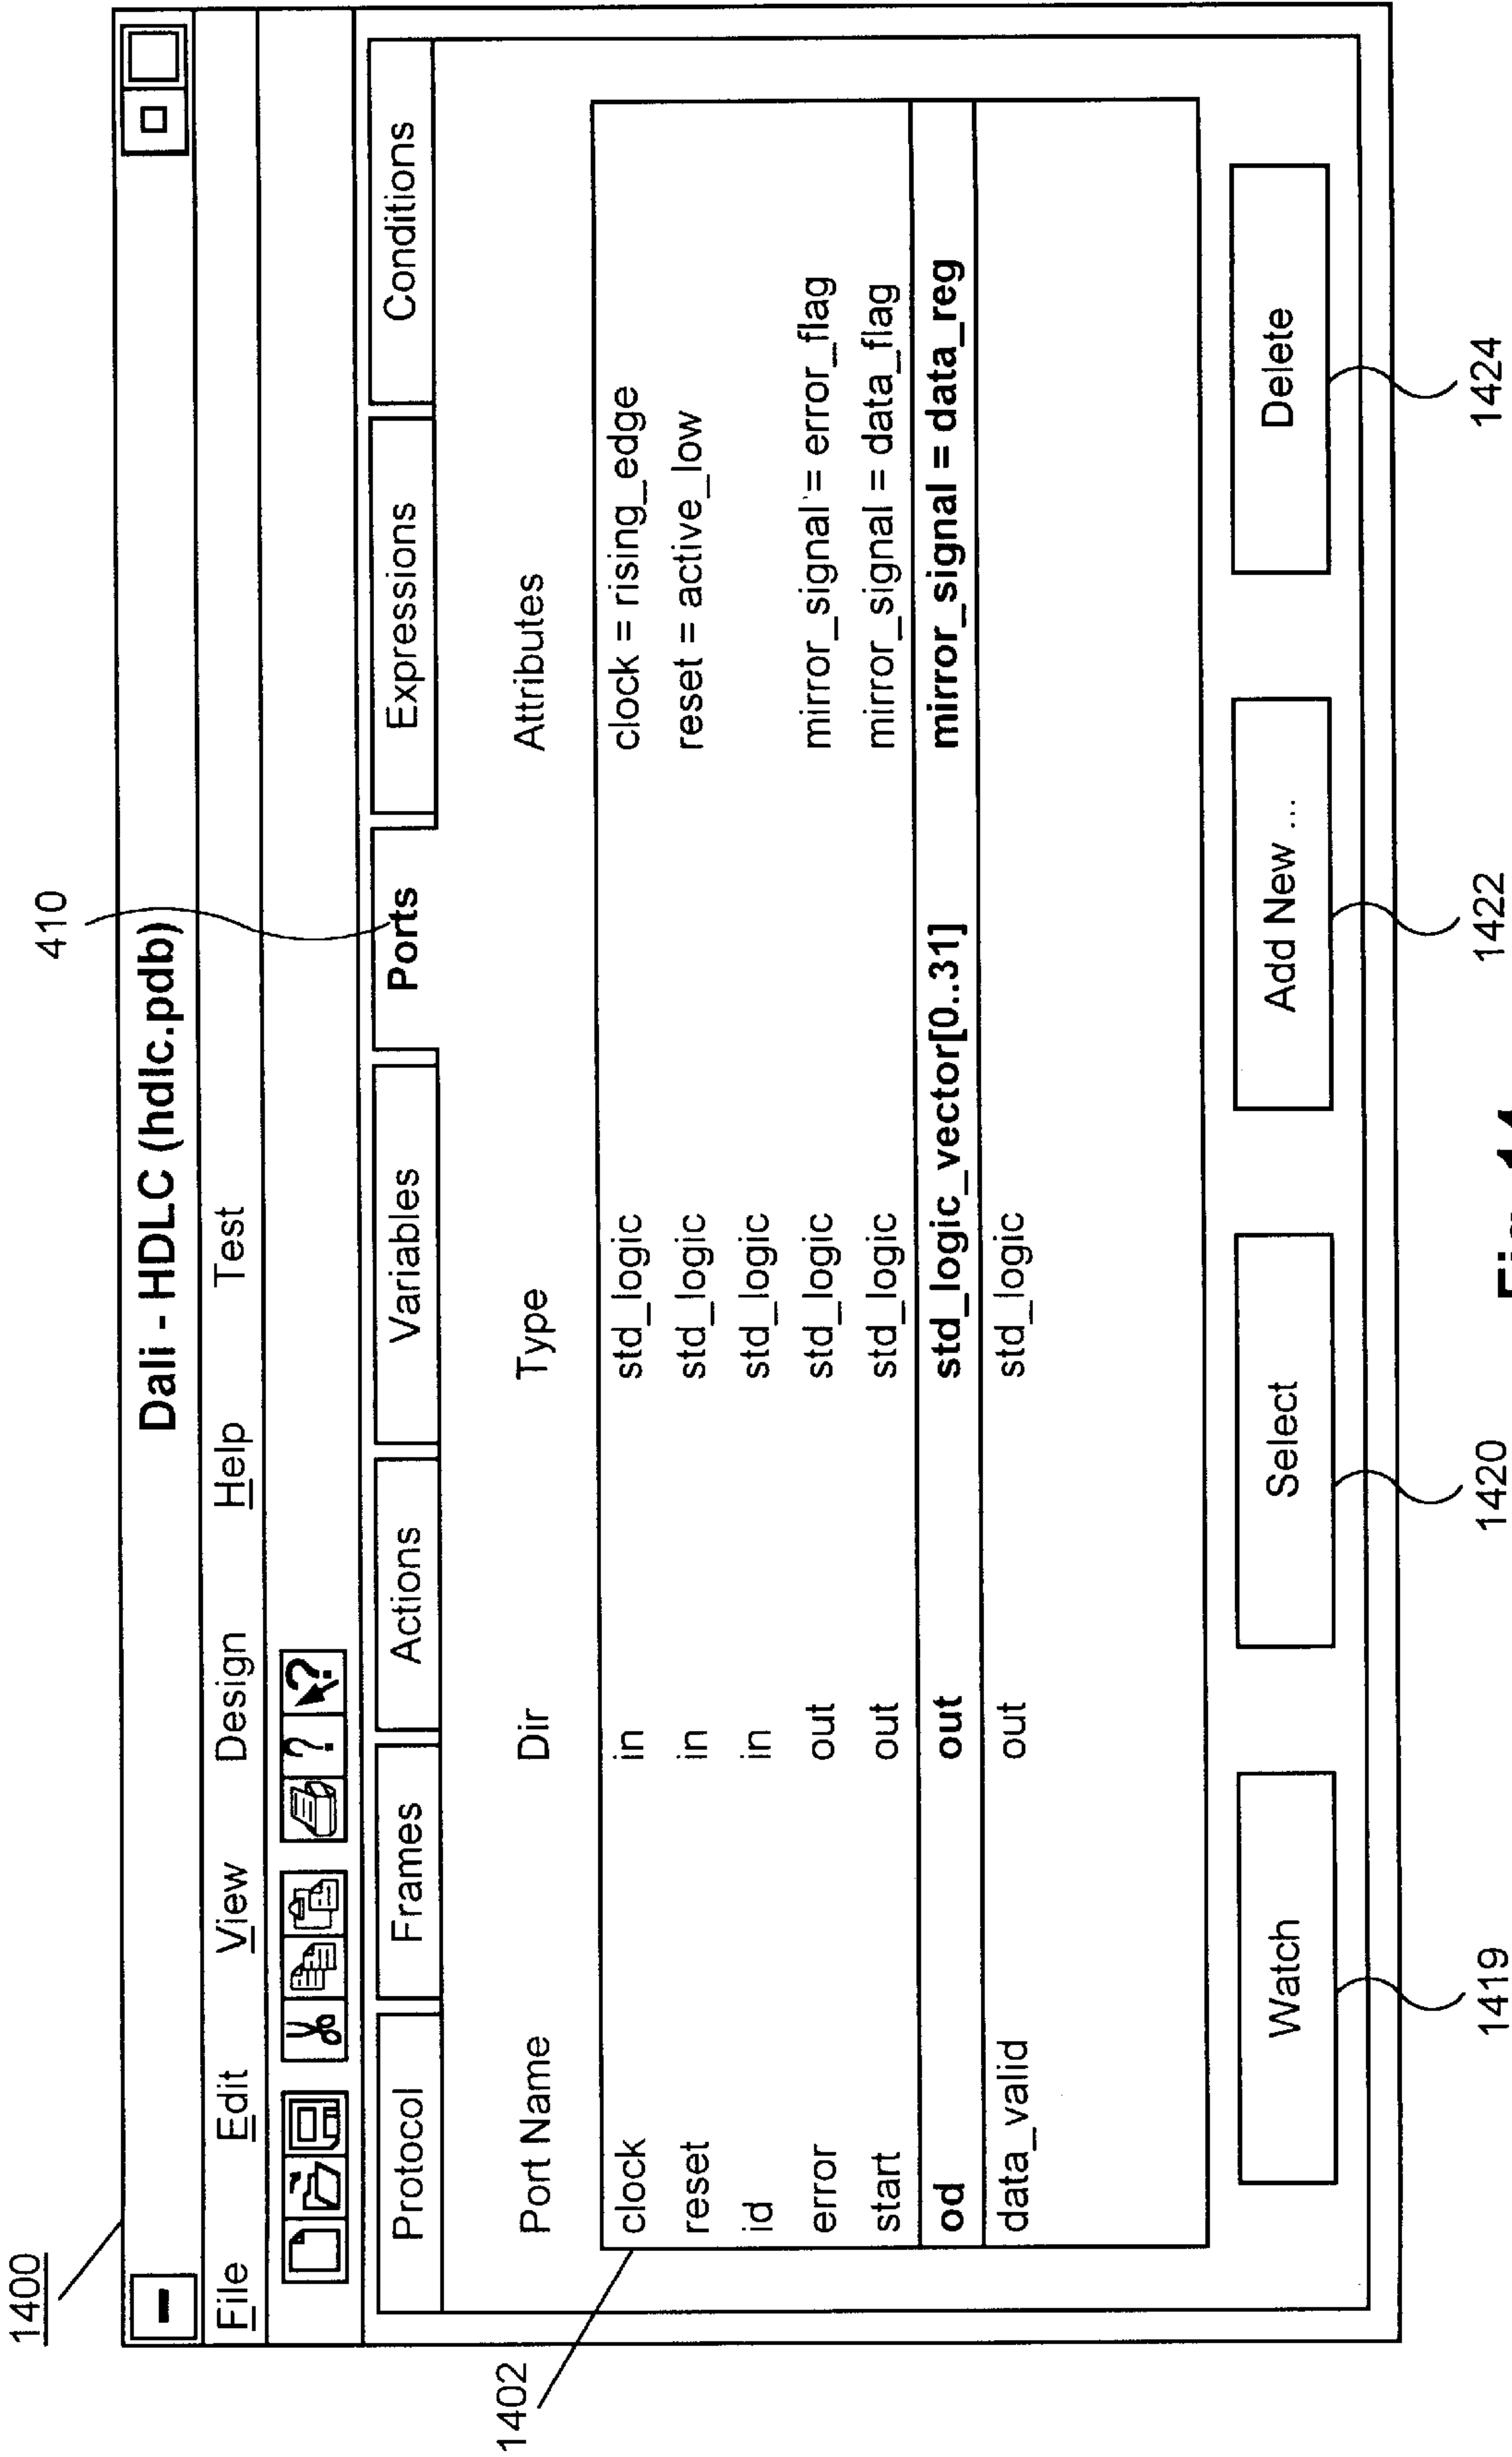 1400
410
Dali - HDLC (hdlc.pdb)
File Edit View Design Help Test
? ?
Protocol Frames Actions Variables Ports Expressions Conditions
Port Name Dir Type Attributes
1402
clock in std_logic clock = rising_edge
reset in std_logic reset = active_low
id in std_logic
error out std_logic mirror_signal = error_flag
start out std_logic mirror_signal = data_flag
od out std_logic_vector[0..31] mirror_signal = data_reg
data_valid out std_logic
Watch Select Add New ... Delete
1419 1420 1422 1424